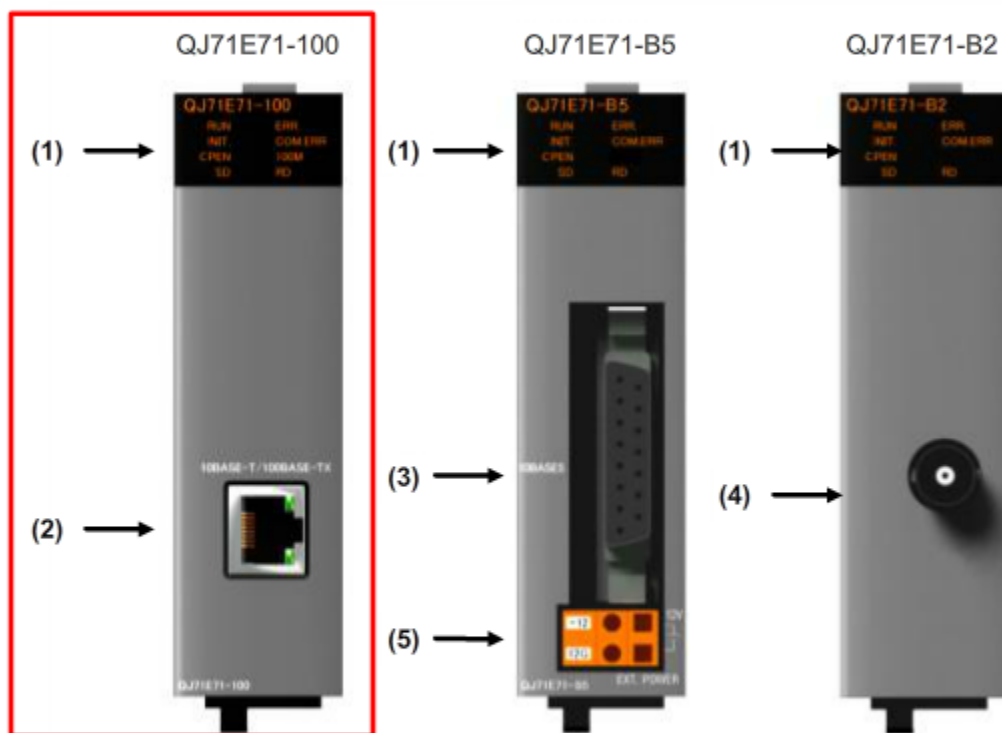 QJ71E71-100
QJ71E71-B5
QJ71E71-B2
QJ71E71-100
RUN ERR.
INIT. COM.ERR
OPEN 100M
SD RD
QJ71E71-B5
RUN ERR.
INIT. COM.ERR
OPEN
SD RD
QJ71E71-B2
RUN ERR.
INIT. COM.ERR
OPEN
SD RD
(1)
(1)
(1)
10BASE-T/100BASE-TX
(2)
(3)
10BASE5
(4)
(5)
+12
12G
12V
EXT. POWER
QJ71E71-100
QJ71E71-B5